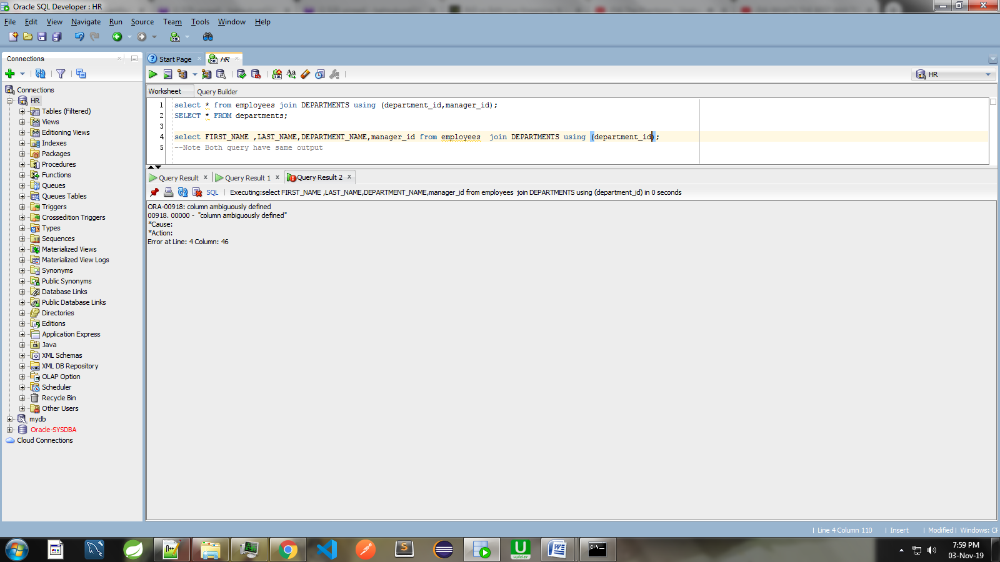 Oracle SQL Developer : HR
File Edit View Navigate Run Source Team Tools Window Help
Connections
Connections
HR
Tables (Filtered)
Views
Editioning Views
Indexes
Packages
Procedures
Functions
Queues
Queues Tables
Triggers
Crossedition Triggers
Types
Sequences
Materialized Views
Materialized View Logs
Synonyms
Public Synonyms
Database Links
Public Database Links
Directories
Editions
Application Express
Java
XML Schemas
XML DB Repository
OLAP Option
Scheduler
Recycle Bin
Other Users
mydb
Oracle-SYSDBA
Cloud Connections
Start Page HR
HR
Worksheet Query Builder
1 select * from employees join DEPARTMENTS using (department_id,manager_id);
2 SELECT * FROM departments;
3
4 select FIRST_NAME ,LAST_NAME,DEPARTMENT_NAME,manager_id from employees  join DEPARTMENTS using (department_id);
5 --Note Both query have same output
Query Result Query Result 1 Query Result 2
SQL | Executing:select FIRST_NAME ,LAST_NAME,DEPARTMENT_NAME,manager_id from employees  join DEPARTMENTS using (department_id) in 0 seconds
ORA-00918: column ambiguously defined
00918. 00000 -  "column ambiguously defined"
*Cause:
*Action:
Error at Line: 4 Column: 46
| Line 4 Column 110 | Insert | Modified | Windows: CF
7:59 PM
03-Nov-19